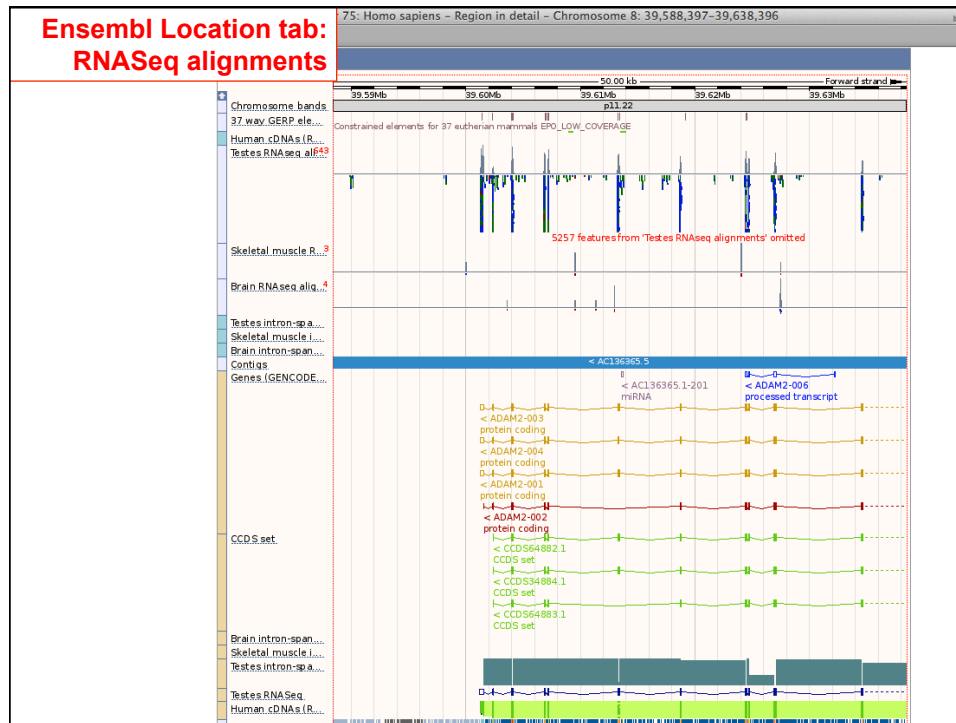 Ensembl Location tab:
RNASeq alignments
75: Homo sapiens – Region in detail – Chromosome 8: 39,588,397–39,638,396
50.00 kb
Forward strand
39.59Mb 39.60Mb 39.61Mb 39.62Mb 39.63Mb
Chromosome bands
p11.22
37 way GERP ele...
Constrained elements for 37 eutherian mammals EPO_LOW_COVERAGE
Human cDNAs (R...
Testes RNAseq ali...643
5257 features from 'Testes RNAseq alignments' omitted
Skeletal muscle R...3
Brain RNAseq alig...4
Testes intron-spa...
Skeletal muscle i...
Brain intron-span...
Contigs
< AC136365.5
Genes (GENCODE...
< AC136365.1-201
miRNA
< ADAM2-006
processed transcript
< ADAM2-003
protein coding
< ADAM2-004
protein coding
< ADAM2-001
protein coding
< ADAM2-002
protein coding
CCDS set
< CCDS64882.1
CCDS set
< CCDS34884.1
CCDS set
< CCDS64883.1
CCDS set
Brain intron-span...
Skeletal muscle i...
Testes intron-spa...
Testes RNASeq
Human cDNAs (R...